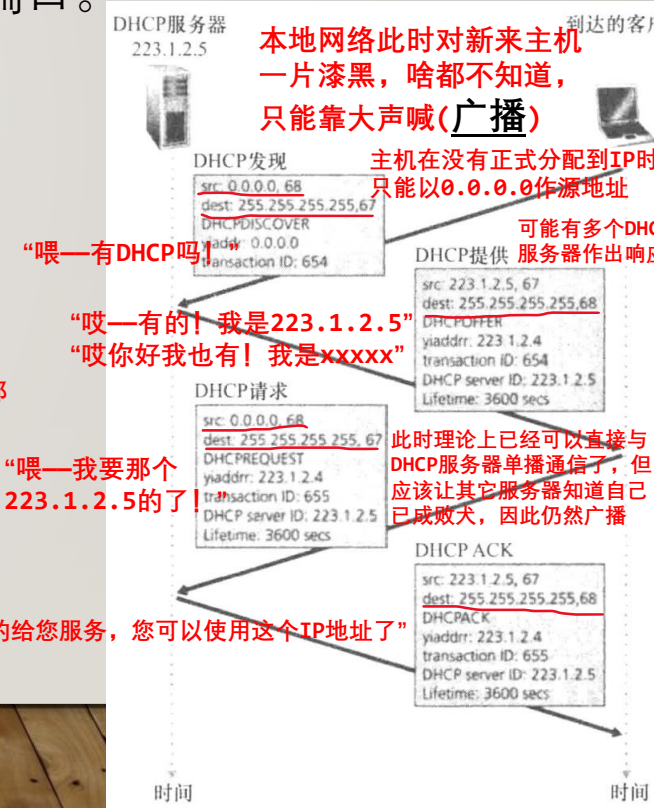 端口。
DHCP服务器
223.1.2.5
到达的客户
本地网络此时对新来主机
一片漆黑，啥都不知道，
只能靠大声喊(广播)
DHCP发现
主机在没有正式分配到IP时
只能以0.0.0.0作源地址
src: 0.0.0.0, 68
dest: 255.255.255.255,67
DHCPDISCOVER
yiaddr: 0.0.0.0
transaction ID: 654
“喂——有DHCP吗！”
可能有多个DHC
服务器作出响应
DHCP提供
src: 223.1.2.5, 67
dest: 255.255.255.255,68
DHCPOFFER
yiaddrr: 223.1.2.4
transaction ID: 654
DHCP server ID: 223.1.2.5
Lifetime: 3600 secs
“哎——有的！我是223.1.2.5”
“哎你好我也有！我是xxxxx”
DHCP请求
src: 0.0.0.0, 68
dest: 255.255.255.255, 67
DHCPREQUEST
yiaddrr: 223.1.2.4
transaction ID: 655
DHCP server ID: 223.1.2.5
Lifetime: 3600 secs
“喂——我要那个
223.1.2.5的了！”
此时理论上已经可以直接与
DHCP服务器单播通信了，但
应该让其它服务器知道自己
已成败犬，因此仍然广播
DHCP ACK
src: 223.1.2.5, 67
dest: 255.255.255.255,68
DHCPACK
yiaddrr: 223.1.2.4
transaction ID: 655
DHCP server ID: 223.1.2.5
Lifetime: 3600 secs
的给您服务，您可以使用这个IP地址了”
时间
时间